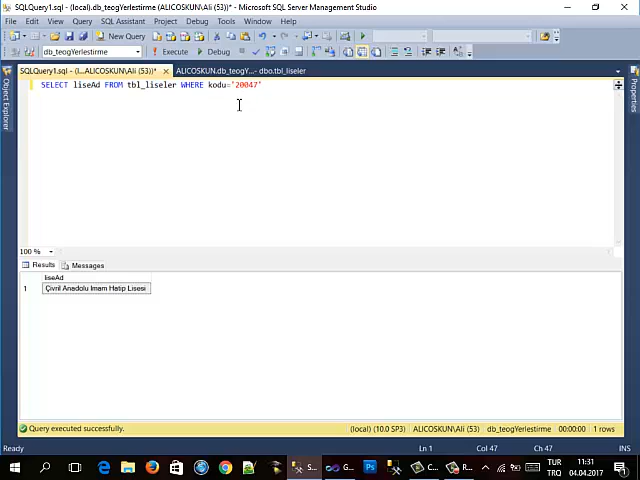 SQLQuery1.sql - (local).db_teogYerlestirme (ALICOSKUN\Ali (53))* - Microsoft SQL Server Management Studio
File Edit View Query SQL Assistant Project Debug Tools Window Help
New Query
db_teogYerlestirme Execute Debug
SQLQuery1.sql - (l...ALICOSKUN\Ali (53))* ALICOSKUN.db_teogY...- dbo.tbl_liseler
Object Explorer
Properties
SELECT liseAd FROM tbl_liseler WHERE kodu='20047'
100 %
Results Messages
liseAd
1 Çivril Anadolu İmam Hatip Lisesi
Query executed successfully. (local) (10.0 SP3) ALICOSKUN\Ali (53) db_teogYerlestirme 00:00:00 1 rows
Ready Ln 1 Col 47 Ch 47 INS
S... G... C... R... TUR 11:31
TRQ 04.04.2017